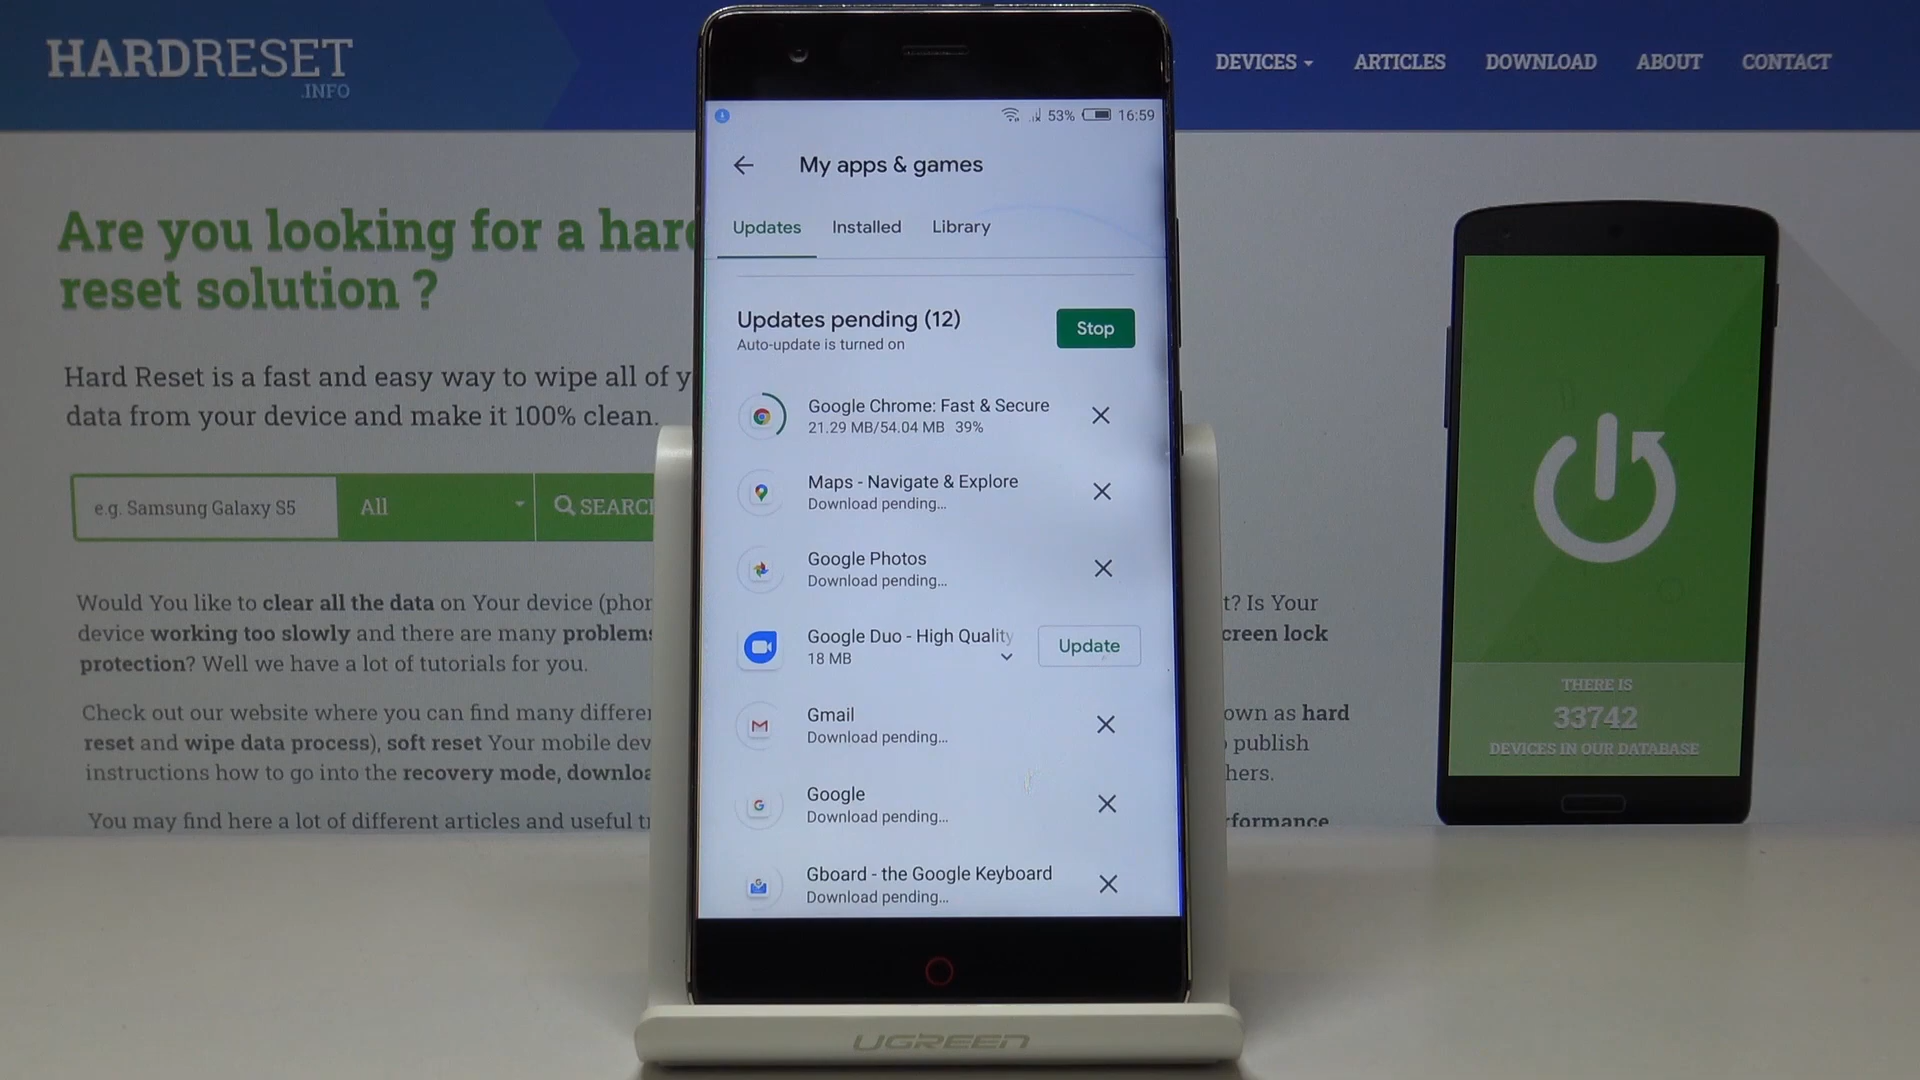 HARDRESET
.INFO
DEVICES
ARTICLES
DOWNLOAD
ABOUT
CONTACT
Are you looking for a hard
reset solution ?
Hard Reset is a fast and easy way to wipe all of
data from your device and make it 100% clean.
e.g. Samsung Galaxy S5
All
SEARC
Would You like to clear all the data on Your device (phon
t? Is Your
device working too slowly and there are many problems
creen lock
protection? Well we have a lot of tutorials for you.
Check out our website where you can find many differe
own as hard
reset and wipe data process), soft reset Your mobile dev
publish
instructions how to go into the recovery mode, downloa
hers.
You may find here a lot of different articles and useful t
formance
53%
16:59
My apps & games
Updates
Installed
Library
Updates pending (12)
Auto-update is turned on
Stop
Google Chrome: Fast & Secure
21.29 MB/54.04 MB 39%
Maps - Navigate & Explore
Download pending...
Google Photos
Download pending...
Google Duo - High Quality
18 MB
Update
Gmail
Download pending...
Google
Download pending...
Gboard - the Google Keyboard
Download pending...
UGREEN
THERE IS
33742
DEVICES IN OUR DATABASE